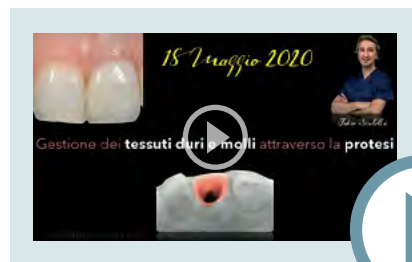 18 Maggio 2020
Gestione dei tessuti duri e molli attraverso la protesi